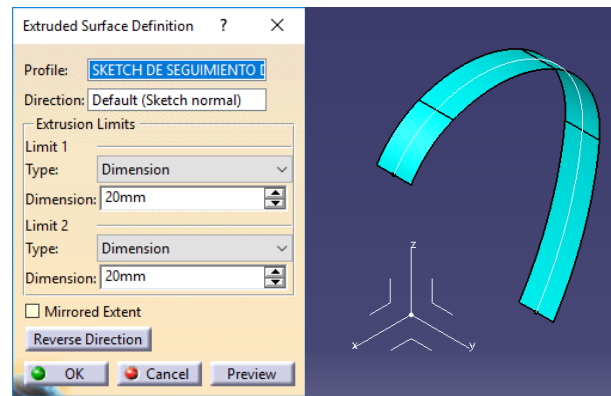 Extruded Surface Definition ? ×
Profile: SKETCH DE SEGUIMIENTO D
Direction: Default (Sketch normal)
Extrusion Limits
Limit 1
Type: Dimension
Dimension: 20mm
Limit 2
Type: Dimension
Dimension: 20mm
Mirrored Extent
Reverse Direction
OK Cancel Preview
z
x y